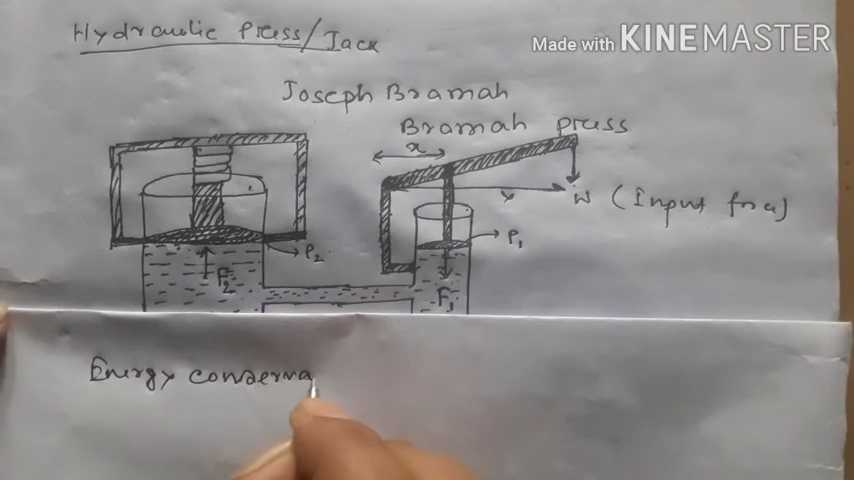 Hydraulic Press/Jack
Made with KINEMASTER
Joseph Bramah
Bramah press
x
y
W (Input force)
P1
P2
F2
F1
Energy conserva